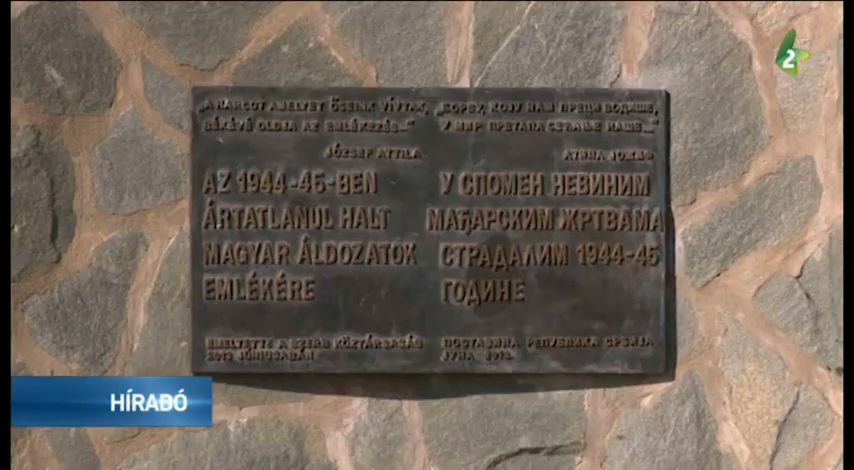 2
„A HARCOT AMELYET ŐSEINK VÍVTAK,
BÉKÉVÉ OLDJA AZ EMLÉKEZÉS..."
JÓZSEF ATTILA
AZ 1944-45-BEN
ÁRTATLANUL HALT
MAGYAR ÁLDOZATOK
EMLÉKÉRE
EMELTETTE A SZERB KÖZTÁRSASÁG
2013 JÚNIUSÁBAN
„БОРБУ, КОЈУ НАМ ПРЕЦИ ВОДИШЕ,
У МИР ПРЕТАПА СЕЋАЊЕ НАШЕ..."
АТИЛА ЈОЖЕФ
У СПОМЕН НЕВИНИМ
МАЂАРСКИМ ЖРТВАМА
СТРАДАЛИМ 1944-45
ГОДИНЕ
ПОСТАВИЛА РЕПУБЛИКА СРБИЈА
ЈУНА 2013.
HÍRADÓ